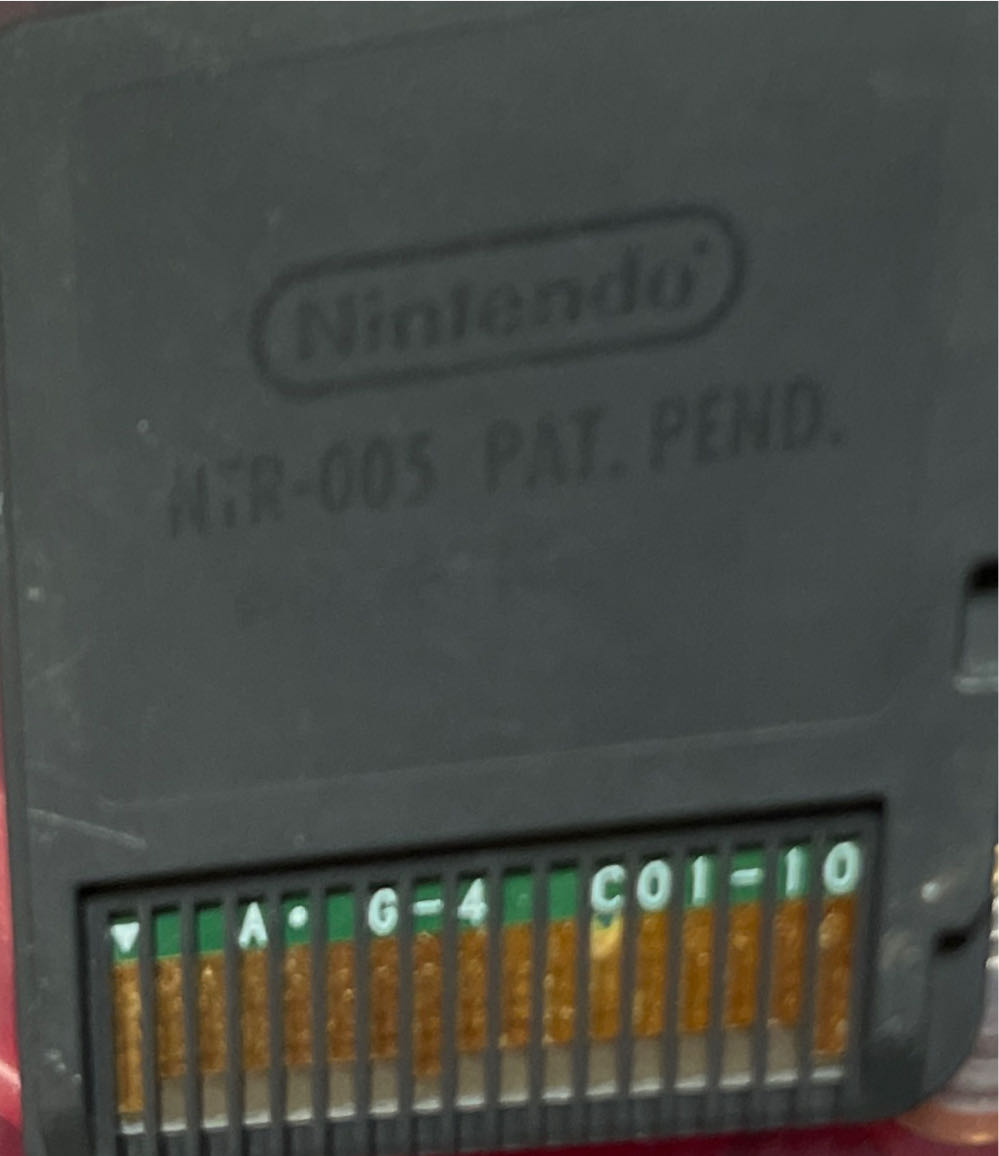 Nintendo®
NTR-005 PAT. PEND.
▼ A• G-4 C01-10